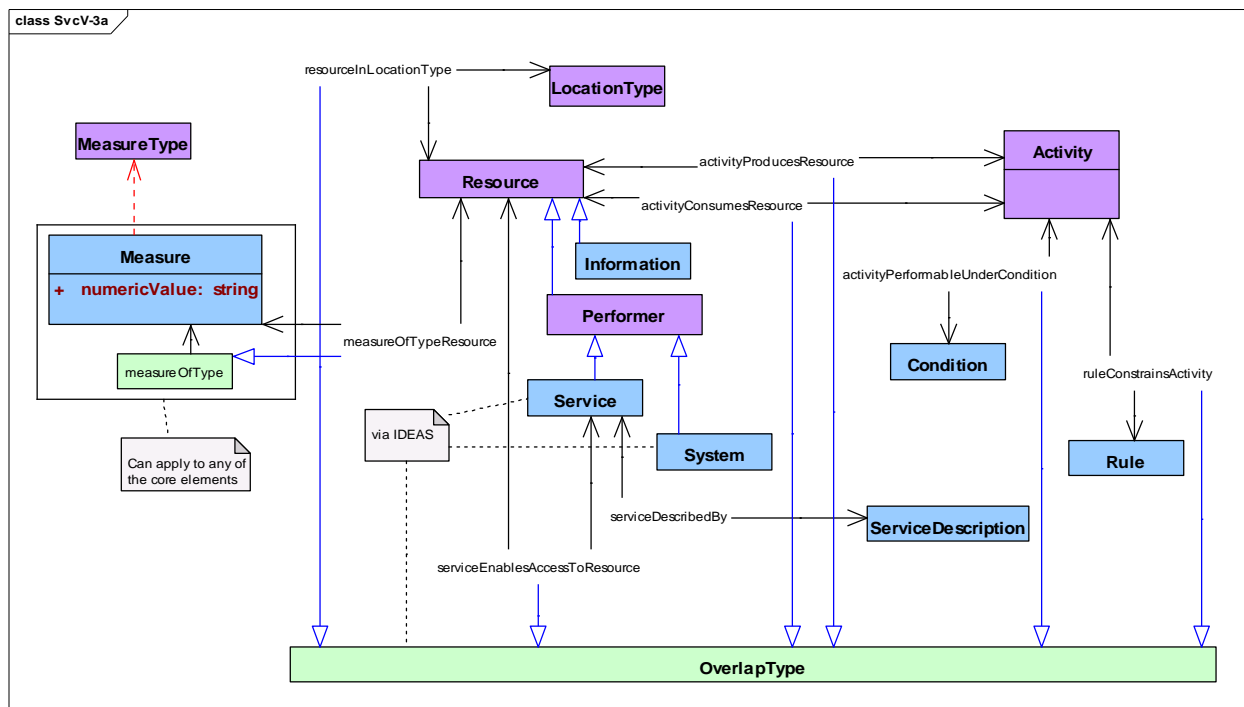 class SvcV-3a
resourceInLocationType
LocationType
MeasureType
Activity
activityProducesResource
Resource
activityConsumesResource
Measure
Information
+ numericValue: string
activityPerformableUnderCondition
Performer
measureOfTypeResource
measureOfType
Condition
ruleConstrainsActivity
Service
via IDEAS
System
Rule
Can apply to any of
the core elements
serviceDescribedBy
ServiceDescription
serviceEnablesAccessToResource
OverlapType